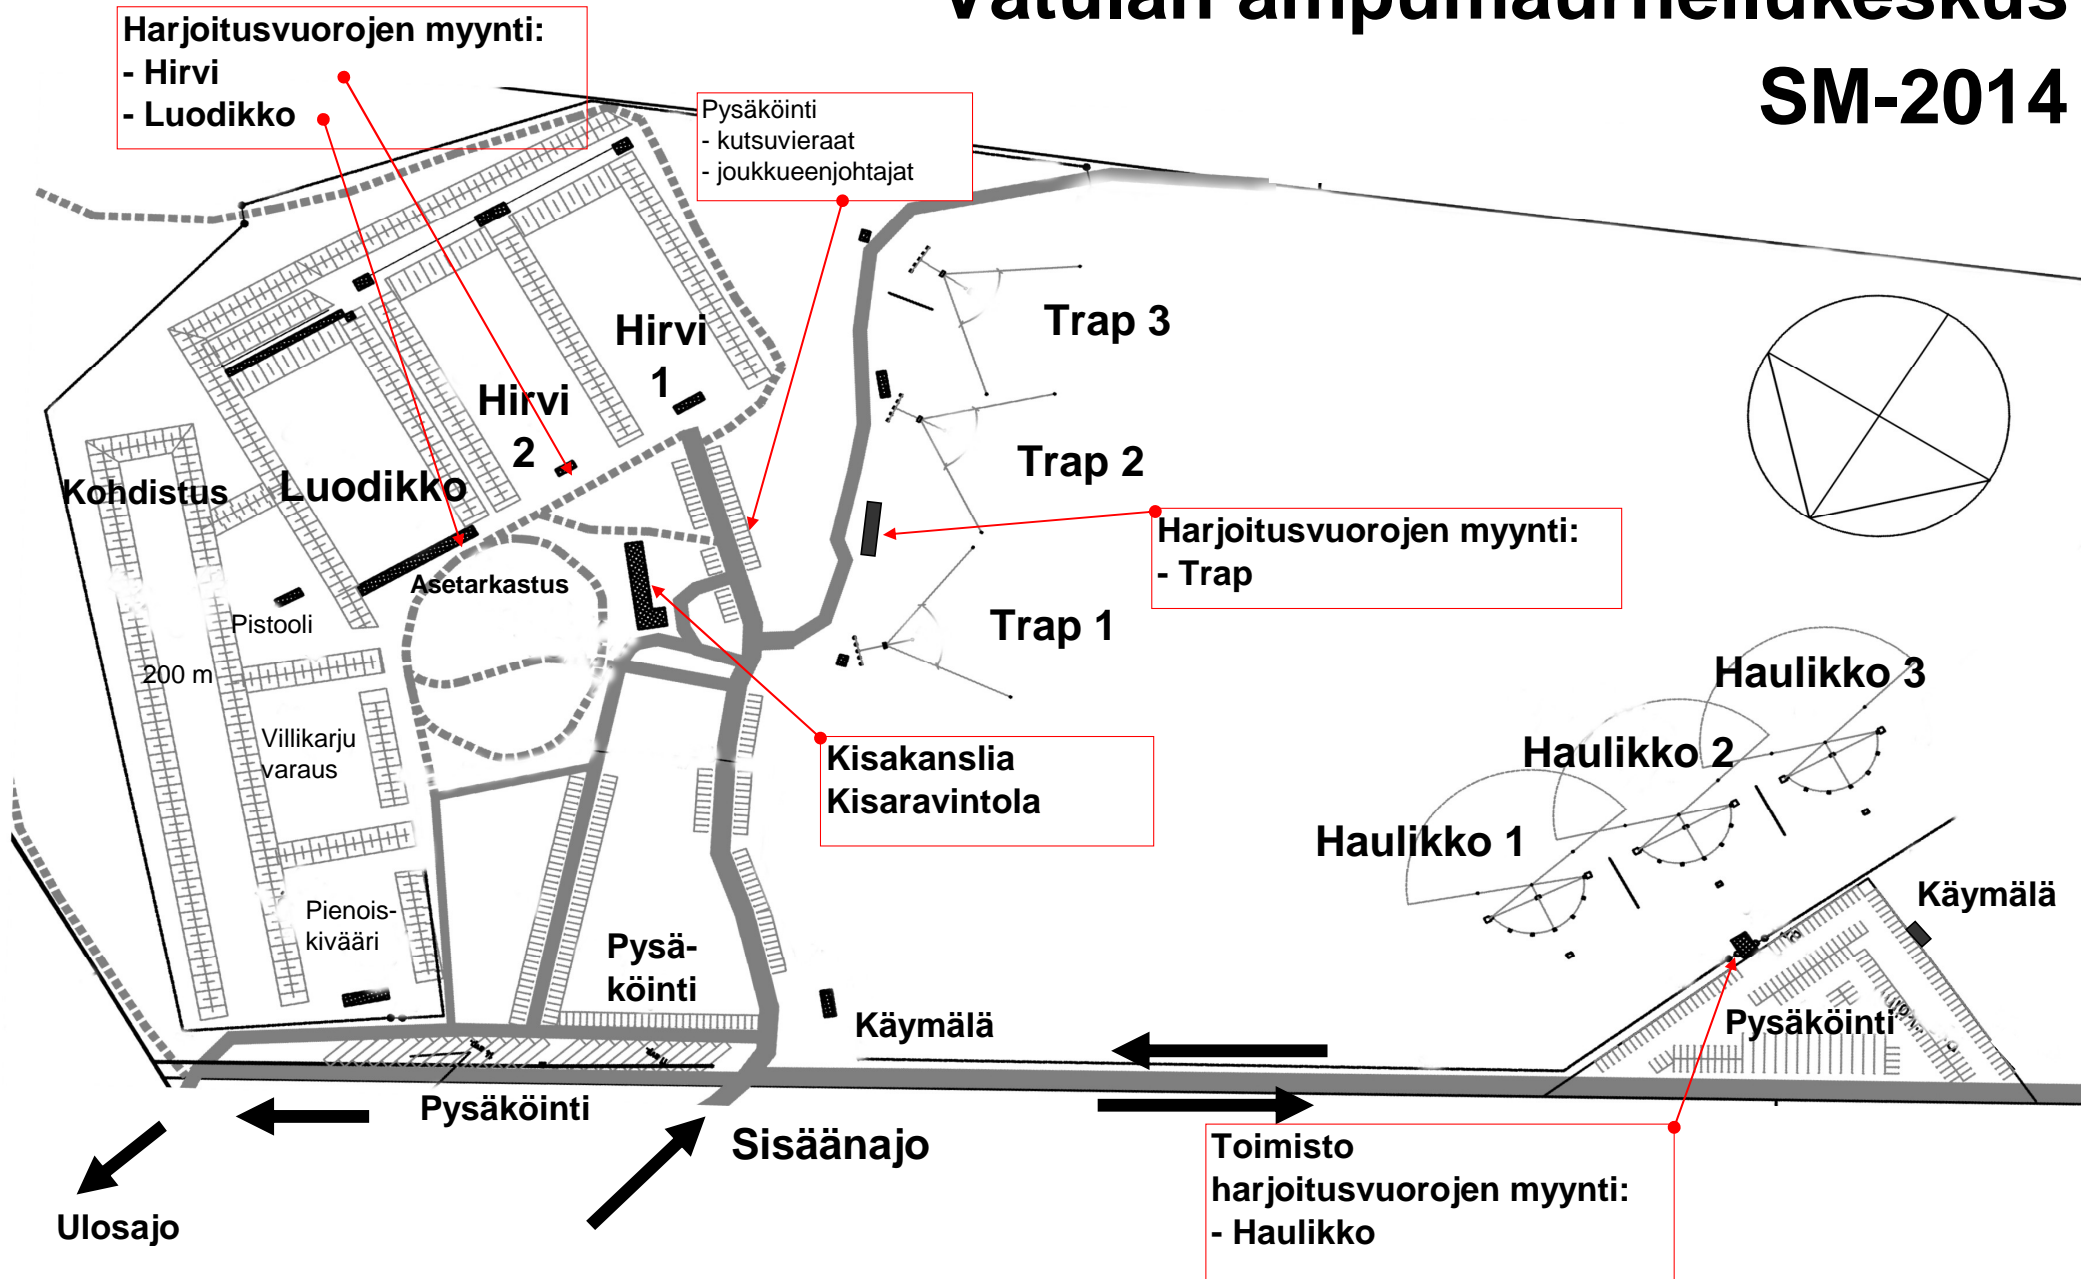 Vatulan ampumaurheilukeskus
SM-2014
Harjoitusvuorojen myynti:
- Hirvi
- Luodikko
Pysäköinti
- kutsuvieraat
- joukkueenjohtajat
Trap 3
Hirvi
1
Hirvi
2
Trap 2
Kohdistus
Luodikko
Harjoitusvuorojen myynti:
- Trap
Asetarkastus
Pistooli
Trap 1
200 m
Haulikko 3
Villikarju
varaus
Haulikko 2
Kisakanslia
Kisaravintola
Haulikko 1
Käymälä
Pienois-
kivääri
Pysä-
köinti
Käymälä
Pysäköinti
Pysäköinti
Sisäänajo
Toimisto
harjoitusvuorojen myynti:
- Haulikko
Ulosajo